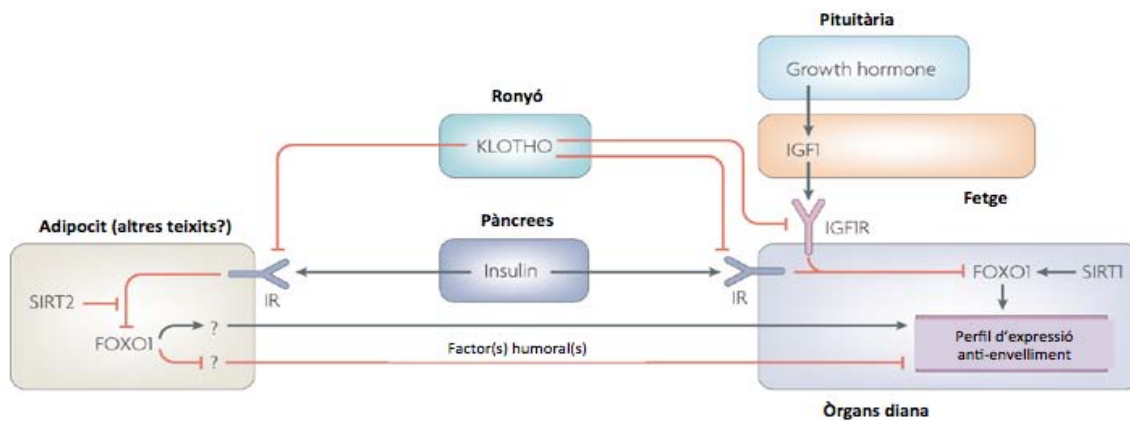 Pituitària
Growth hormone
Ronyó
KLOTHO
IGF1
Fetge
Adipocit (altres teixits?)
Pàncrees
IGF1R
Insulin
IR
IR
FOXO1
SIRT1
SIRT2
FOXO1
?
?
Factor(s) humoral(s)
Perfil d'expressió
anti-envelliment
Òrgans diana